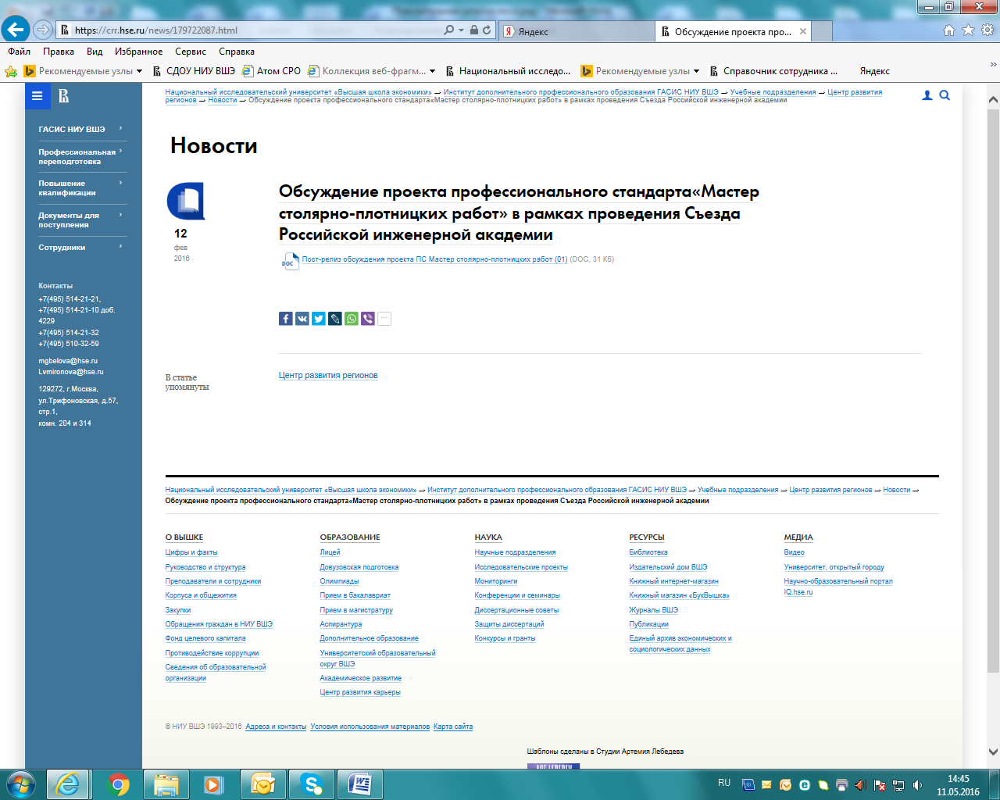 https://crr.hse.ru/news/179722087.html
Яндекс
Обсуждение проекта про...
Файл Правка Вид Избранное Сервис Справка
Рекомендуемые узлы СДОУ НИУ ВШЭ Атом СРО Коллекция веб-фрагм... Национальный исследо... Рекомендуемые узлы Справочник сотрудника ... Яндекс
ГАСИС НИУ ВШЭ
Профессиональная
переподготовка
Повышение
квалификации
Документы для
поступления
Сотрудники
Контакты
+7(495) 514-21-21,
+7(495) 514-21-10 доб.
4229
+7(495) 514-21-32
+7(495) 510-32-59
mgbelova@hse.ru
Lvmironova@hse.ru
129272, г.Москва,
ул.Трифоновская, д.57,
стр.1,
комн. 204 и 314
Национальный исследовательский университет «Высшая школа экономики» → Институт дополнительного профессионального образования ГАСИС НИУ ВШЭ → Учебные подразделения → Центр развития
регионов → Новости → Обсуждение проекта профессионального стандарта«Мастер столярно-плотницких работ» в рамках проведения Съезда Российской инженерной академии
Новости
12
фев
2016
Обсуждение проекта профессионального стандарта«Мастер
столярно-плотницких работ» в рамках проведения Съезда
Российской инженерной академии
DOC Пост-релиз обсуждения проекта ПС Мастер столярно-плотницких работ (01) (DOC, 31 Кб)
В статье
упомянуты
Центр развития регионов
Национальный исследовательский университет «Высшая школа экономики» → Институт дополнительного профессионального образования ГАСИС НИУ ВШЭ → Учебные подразделения → Центр развития регионов → Новости →
Обсуждение проекта профессионального стандарта«Мастер столярно-плотницких работ» в рамках проведения Съезда Российской инженерной академии
О ВЫШКЕ
Цифры и факты
Руководство и структура
Преподаватели и сотрудники
Корпуса и общежития
Закупки
Обращения граждан в НИУ ВШЭ
Фонд целевого капитала
Противодействие коррупции
Сведения об образовательной
организации
ОБРАЗОВАНИЕ
Лицей
Довузовская подготовка
Олимпиады
Прием в бакалавриат
Прием в магистратуру
Аспирантура
Дополнительное образование
Университетский образовательный
округ ВШЭ
Академическое развитие
Центр развития карьеры
НАУКА
Научные подразделения
Исследовательские проекты
Мониторинги
Конференции и семинары
Диссертационные советы
Защиты диссертаций
Конкурсы и гранты
РЕСУРСЫ
Библиотека
Издательский дом ВШЭ
Книжный интернет-магазин
Книжный магазин «БукВышка»
Журналы ВШЭ
Публикации
Единый архив экономических и
социологических данных
МЕДИА
Видео
Университет, открытый городу
Научно-образовательный портал
IQ.hse.ru
© НИУ ВШЭ 1993–2016 Адреса и контакты Условия использования материалов Карта сайта
Шаблоны сделаны в Студии Артемия Лебедева
RU
14:45
11.05.2016